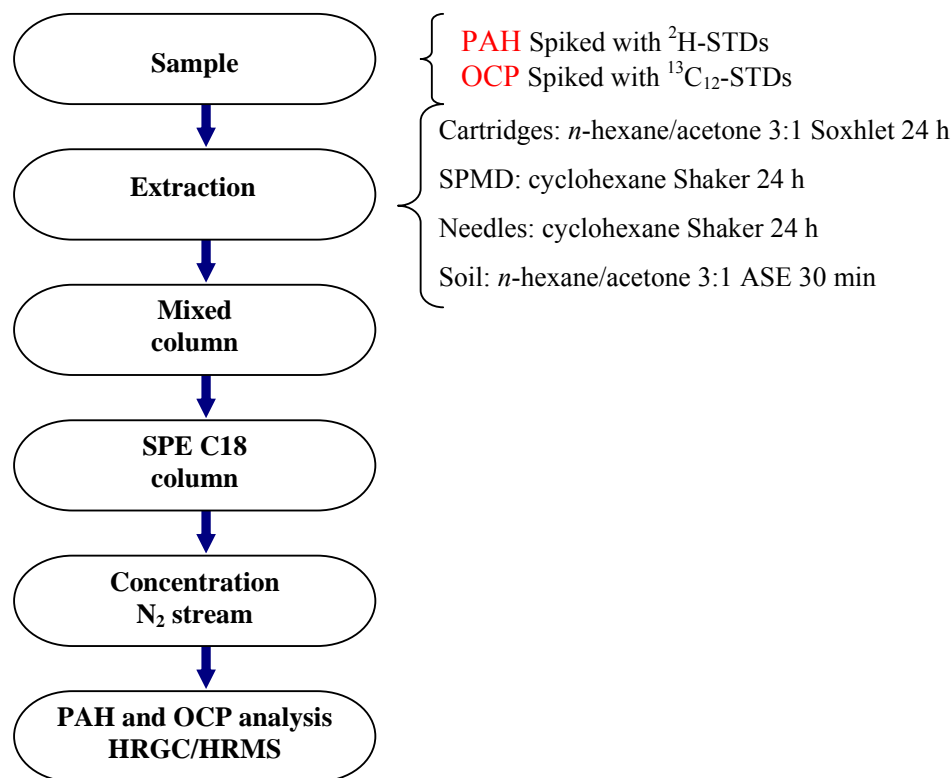 Sample
PAH Spiked with ²H-STDs
OCP Spiked with ¹³C₁₂-STDs
Extraction
Cartridges: n-hexane/acetone 3:1 Soxhlet 24 h
SPMD: cyclohexane Shaker 24 h
Needles: cyclohexane Shaker 24 h
Soil: n-hexane/acetone 3:1 ASE 30 min
Mixed
column
SPE C18
column
Concentration
N₂ stream
PAH and OCP analysis
HRGC/HRMS